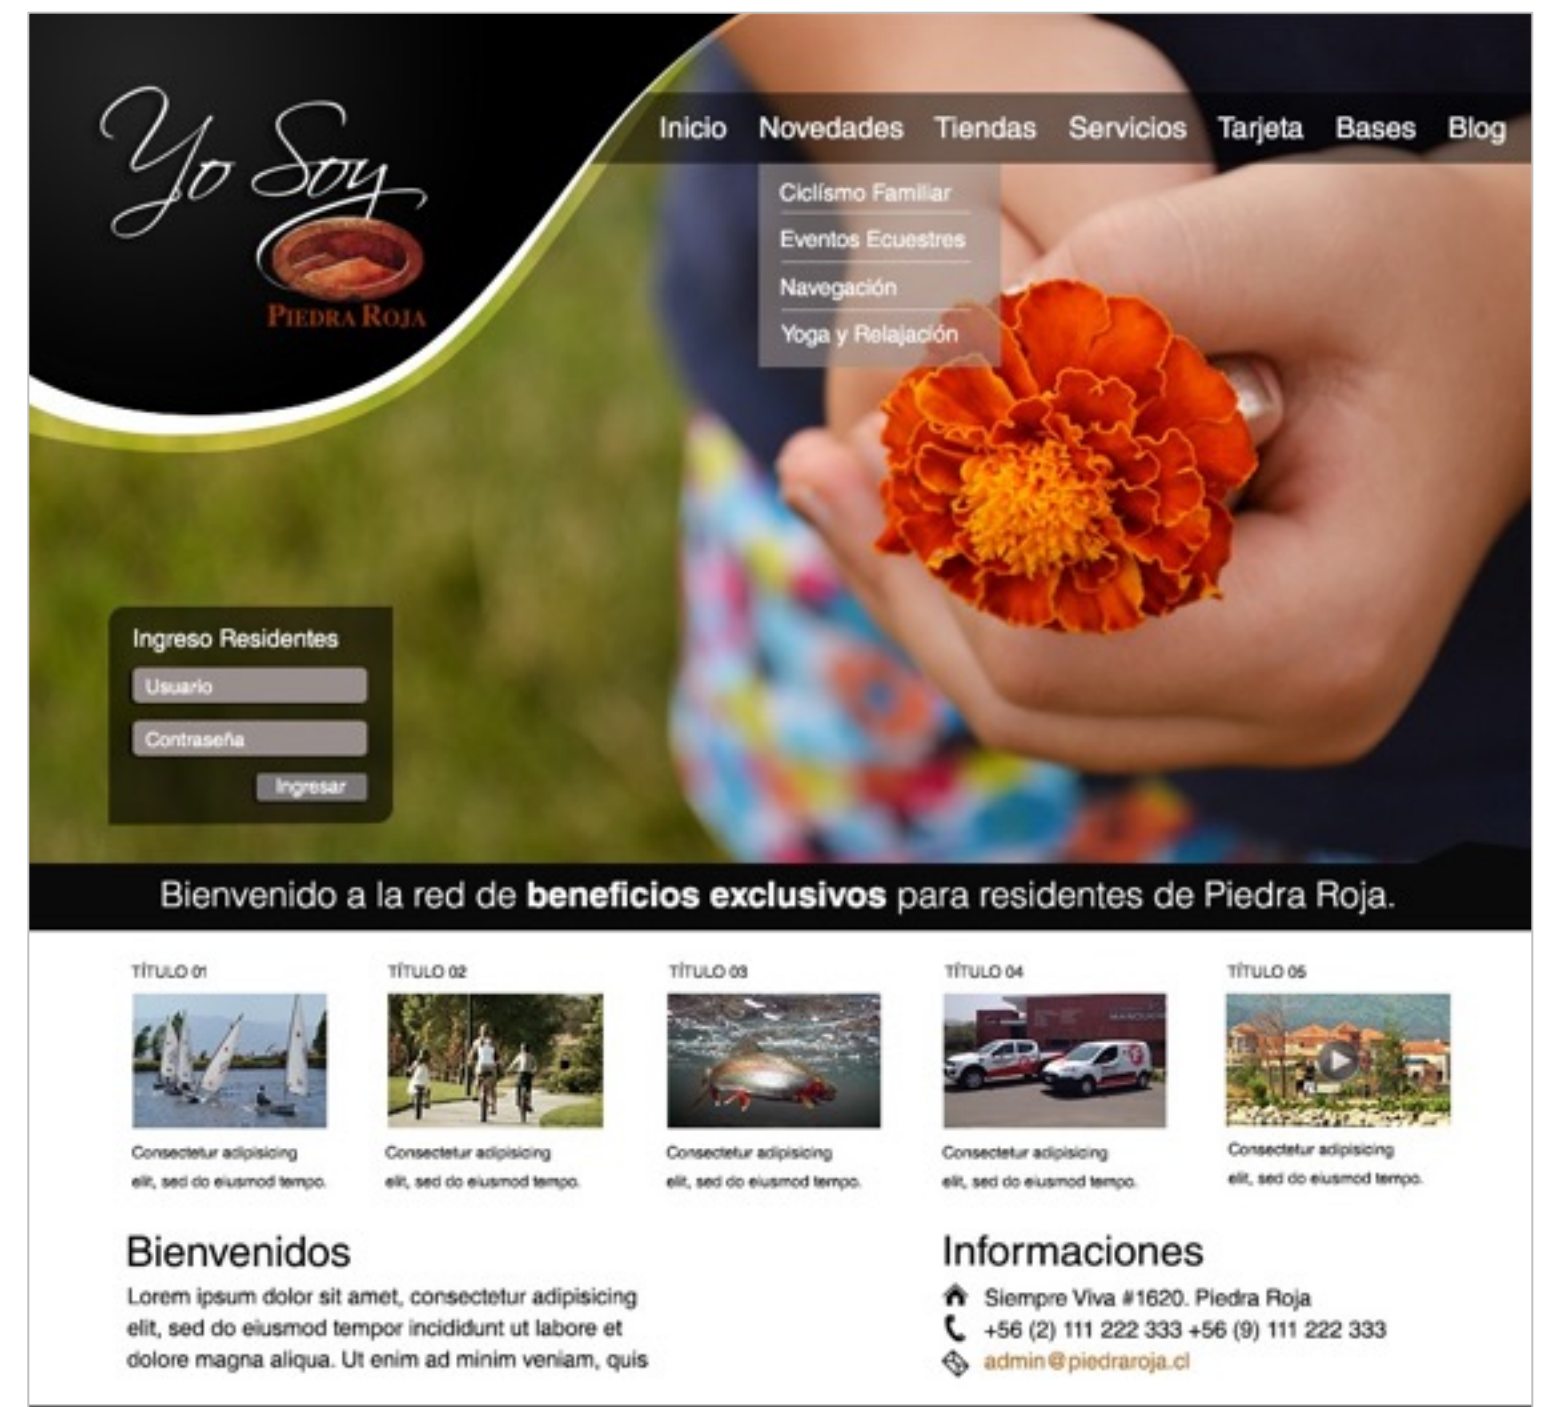 Yo Soy
PIEDRA ROJA
Inicio Novedades Tiendas Servicios Tarjeta Bases Blog
Ciclísmo Familiar
Eventos Ecuestres
Navegación
Yoga y Relajación
Ingreso Residentes
Usuario
Contraseña
Ingresar
Bienvenido a la red de beneficios exclusivos para residentes de Piedra Roja.
TÍTULO 01
TÍTULO 02
TÍTULO 03
TÍTULO 04
TÍTULO 05
Consectetur adipisicing
elit, sed do eiusmod tempo.
Consectetur adipisicing
elit, sed do eiusmod tempo.
Consectetur adipisicing
elit, sed do eiusmod tempo.
Consectetur adipisicing
elit, sed do eiusmod tempo.
Consectetur adipisicing
elit, sed do eiusmod tempo.
Bienvenidos
Lorem ipsum dolor sit amet, consectetur adipisicing
elit, sed do eiusmod tempor incididunt ut labore et
dolore magna aliqua. Ut enim ad minim veniam, quis
Informaciones
Siempre Viva #1620. Piedra Roja
+56 (2) 111 222 333 +56 (9) 111 222 333
admin@piedraroja.cl